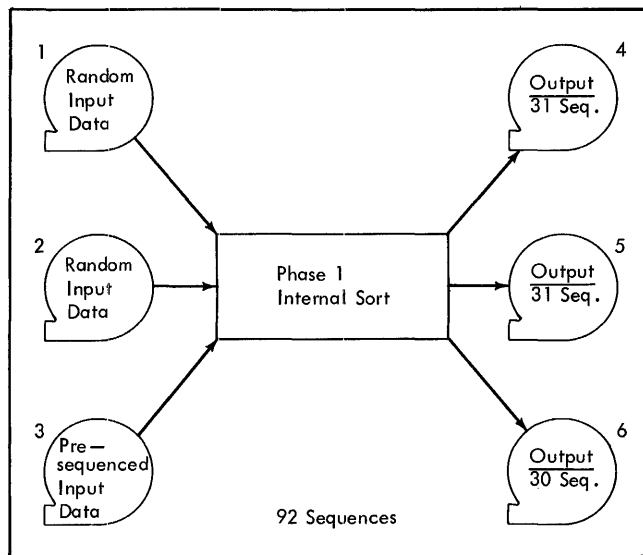 1
Random
Input
Data
4
Output
31 Seq.
2
Random
Input
Data
Phase 1
Internal Sort
5
Output
31 Seq.
3
Pre-
sequenced
Input
Data
6
Output
30 Seq.
92 Sequences